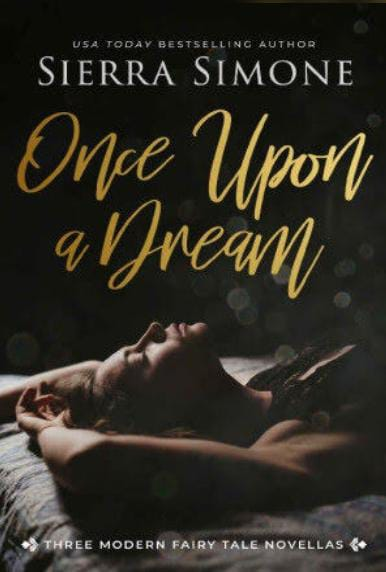 USA TODAY BESTSELLING AUTHOR
SIERRA SIMONE
Once Upon
a Dream
THREE MODERN FAIRY TALE NOVELLAS